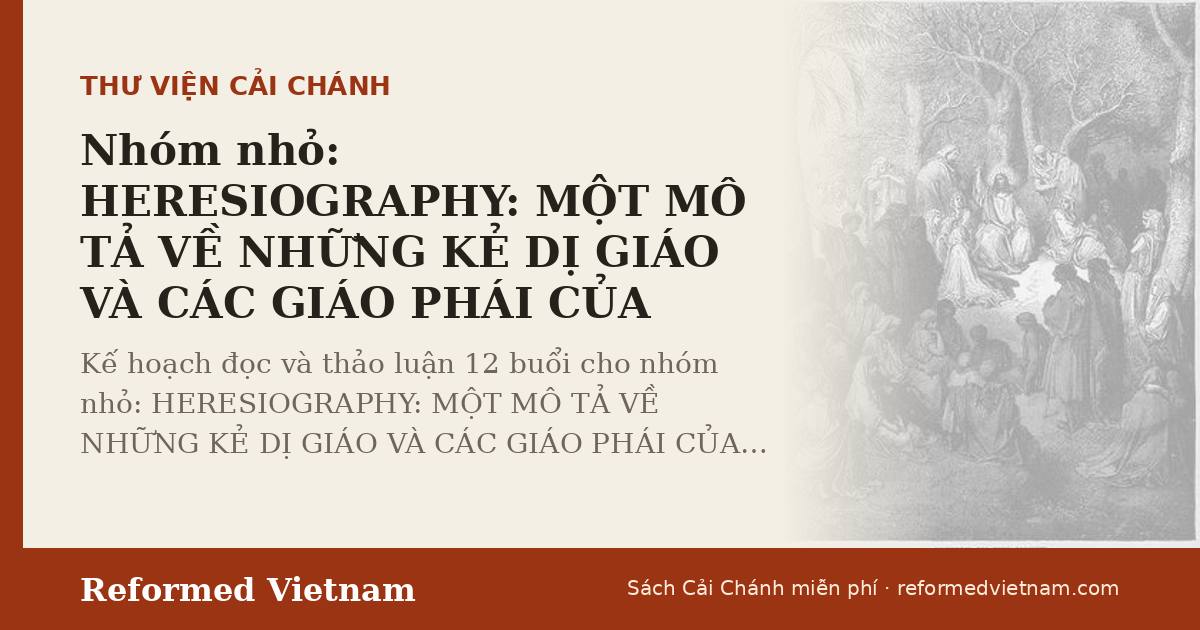 THƯ VIỆN CẢI CHÁNH
Nhóm nhỏ:
HERESIOGRAPHY: MỘT MÔ
TẢ VỀ NHỮNG KẺ DỊ GIÁO
VÀ CÁC GIÁO PHÁI CỦA
Kế hoạch đọc và thảo luận 12 buổi cho nhóm
nhỏ: HERESIOGRAPHY: MỘT MÔ TẢ VỀ
NHỮNG KẺ DỊ GIÁO VÀ CÁC GIÁO PHÁI CỦA...
Reformed Vietnam
Sách Cải Chánh miễn phí · reformedvietnam.com